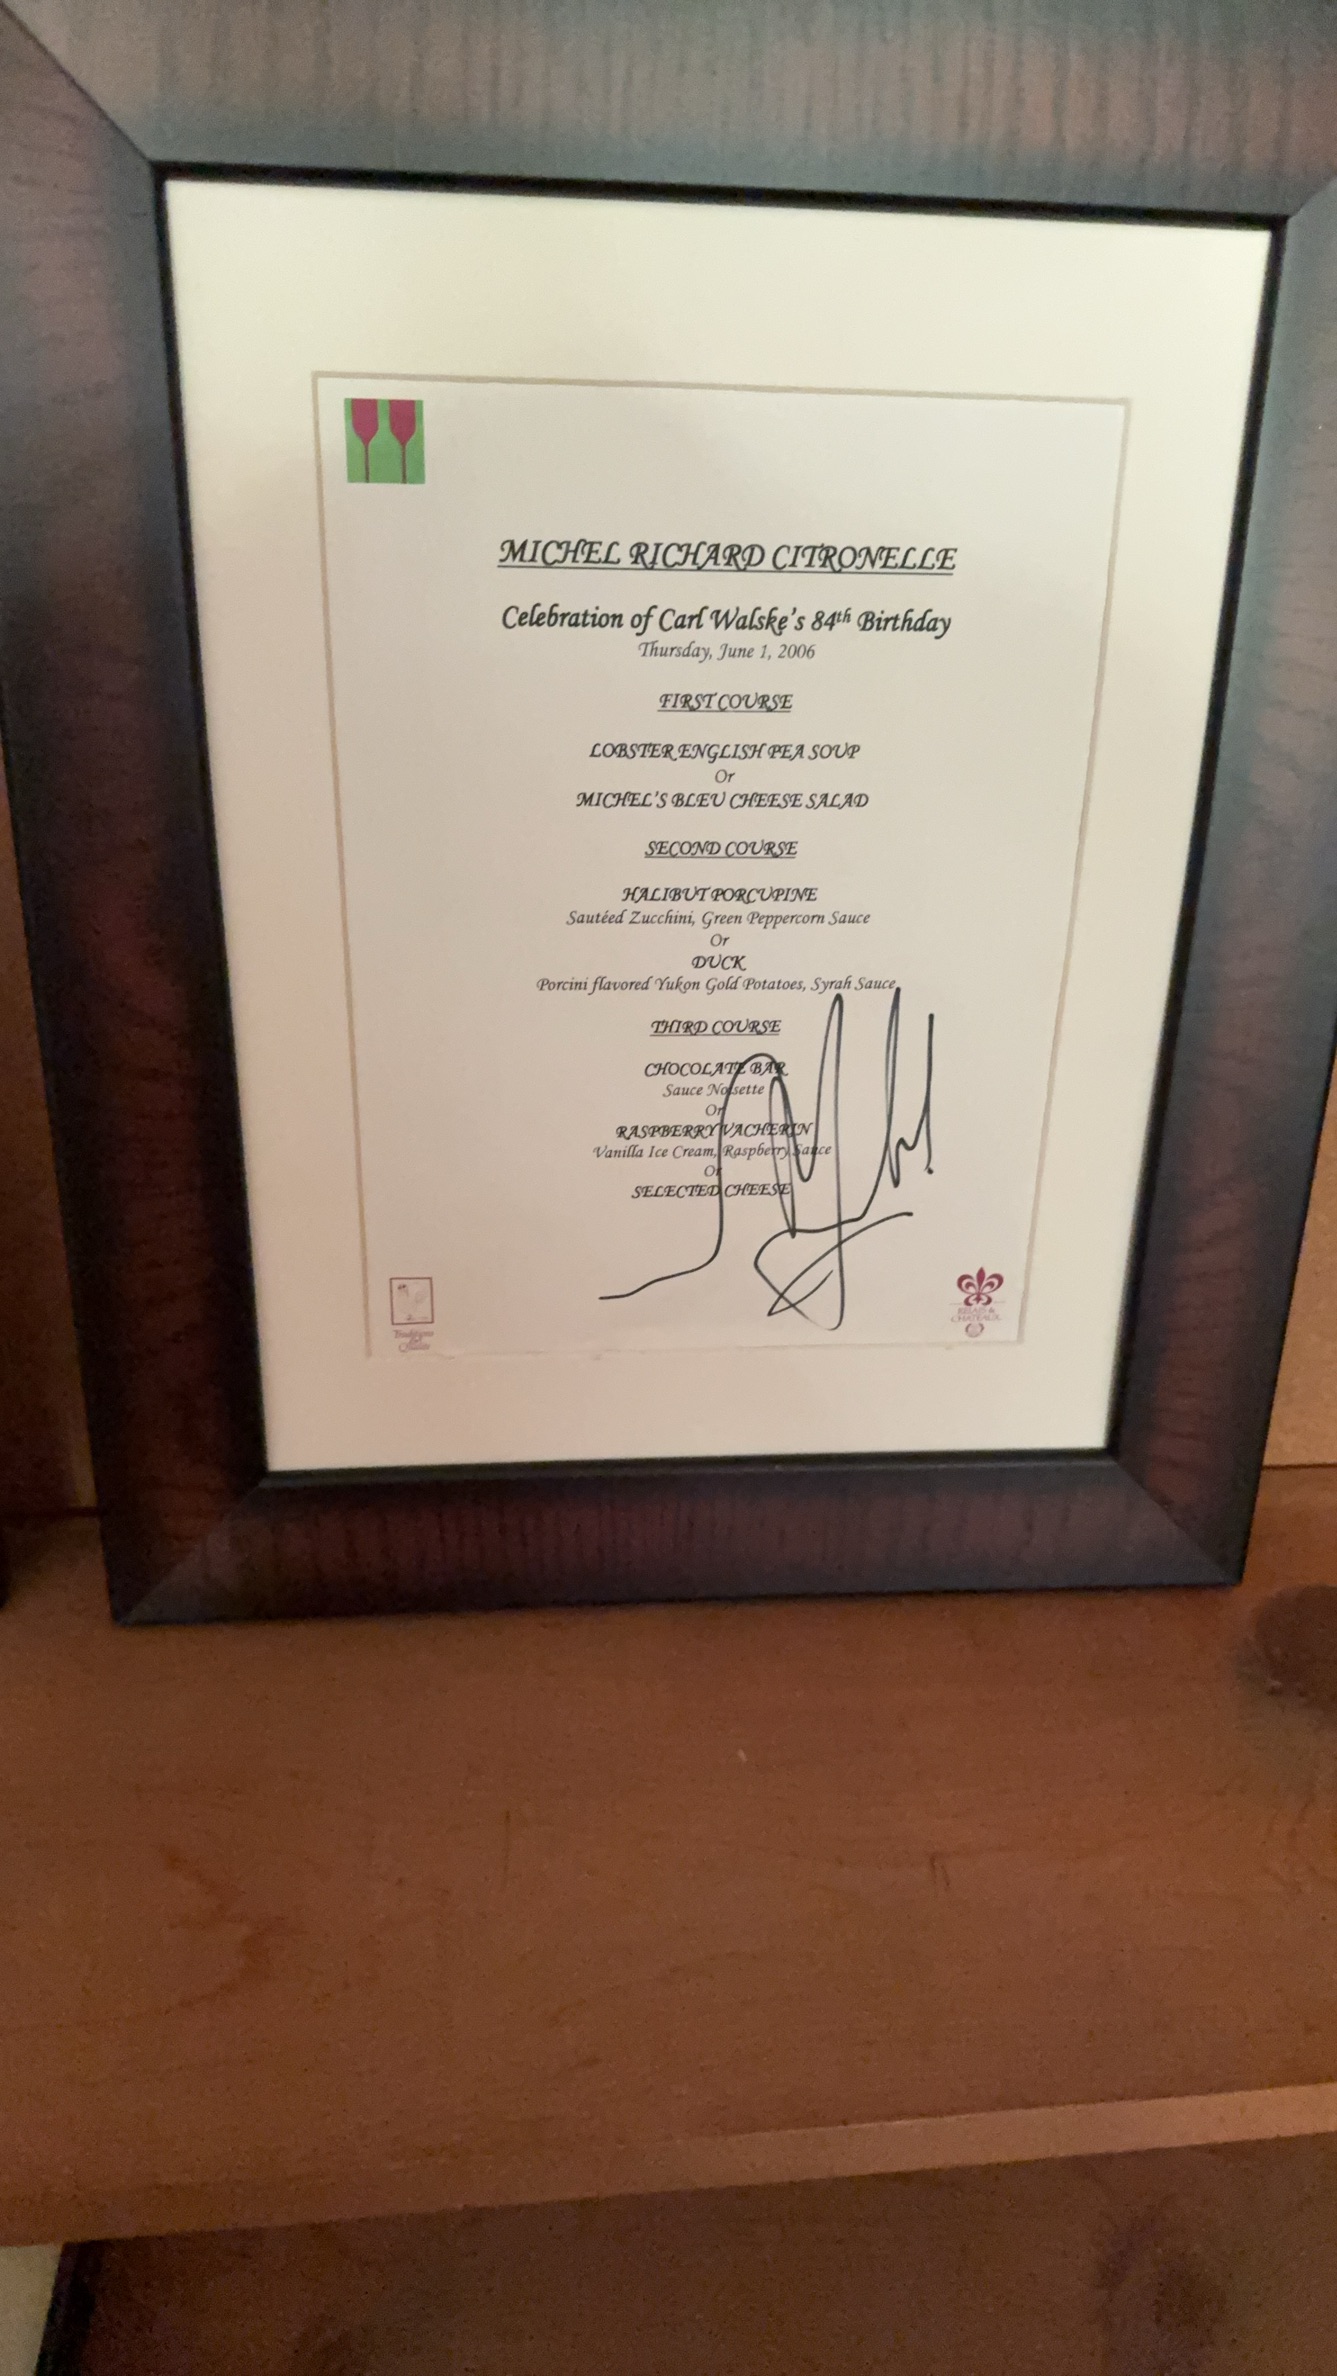 MICHEL RICHARD CITRONELLE
Celebration of Carl Walske's 84th Birthday
Thursday, June 1, 2006
FIRST COURSE
LOBSTER ENGLISH PEA SOUP
Or
MICHEL'S BLEU CHEESE SALAD
SECOND COURSE
HALIBUT PORCUPINE
Sautéed Zucchini, Green Peppercorn Sauce
Or
DUCK
Porcini flavored Yukon Gold Potatoes, Syrah Sauce
THIRD COURSE
CHOCOLATE BAR
Sauce Noisette
Or
RASPBERRY VACHERIN
Vanilla Ice Cream, Raspberry Sauce
Or
SELECTED CHEESE
RELAIS &
CHATEAUX